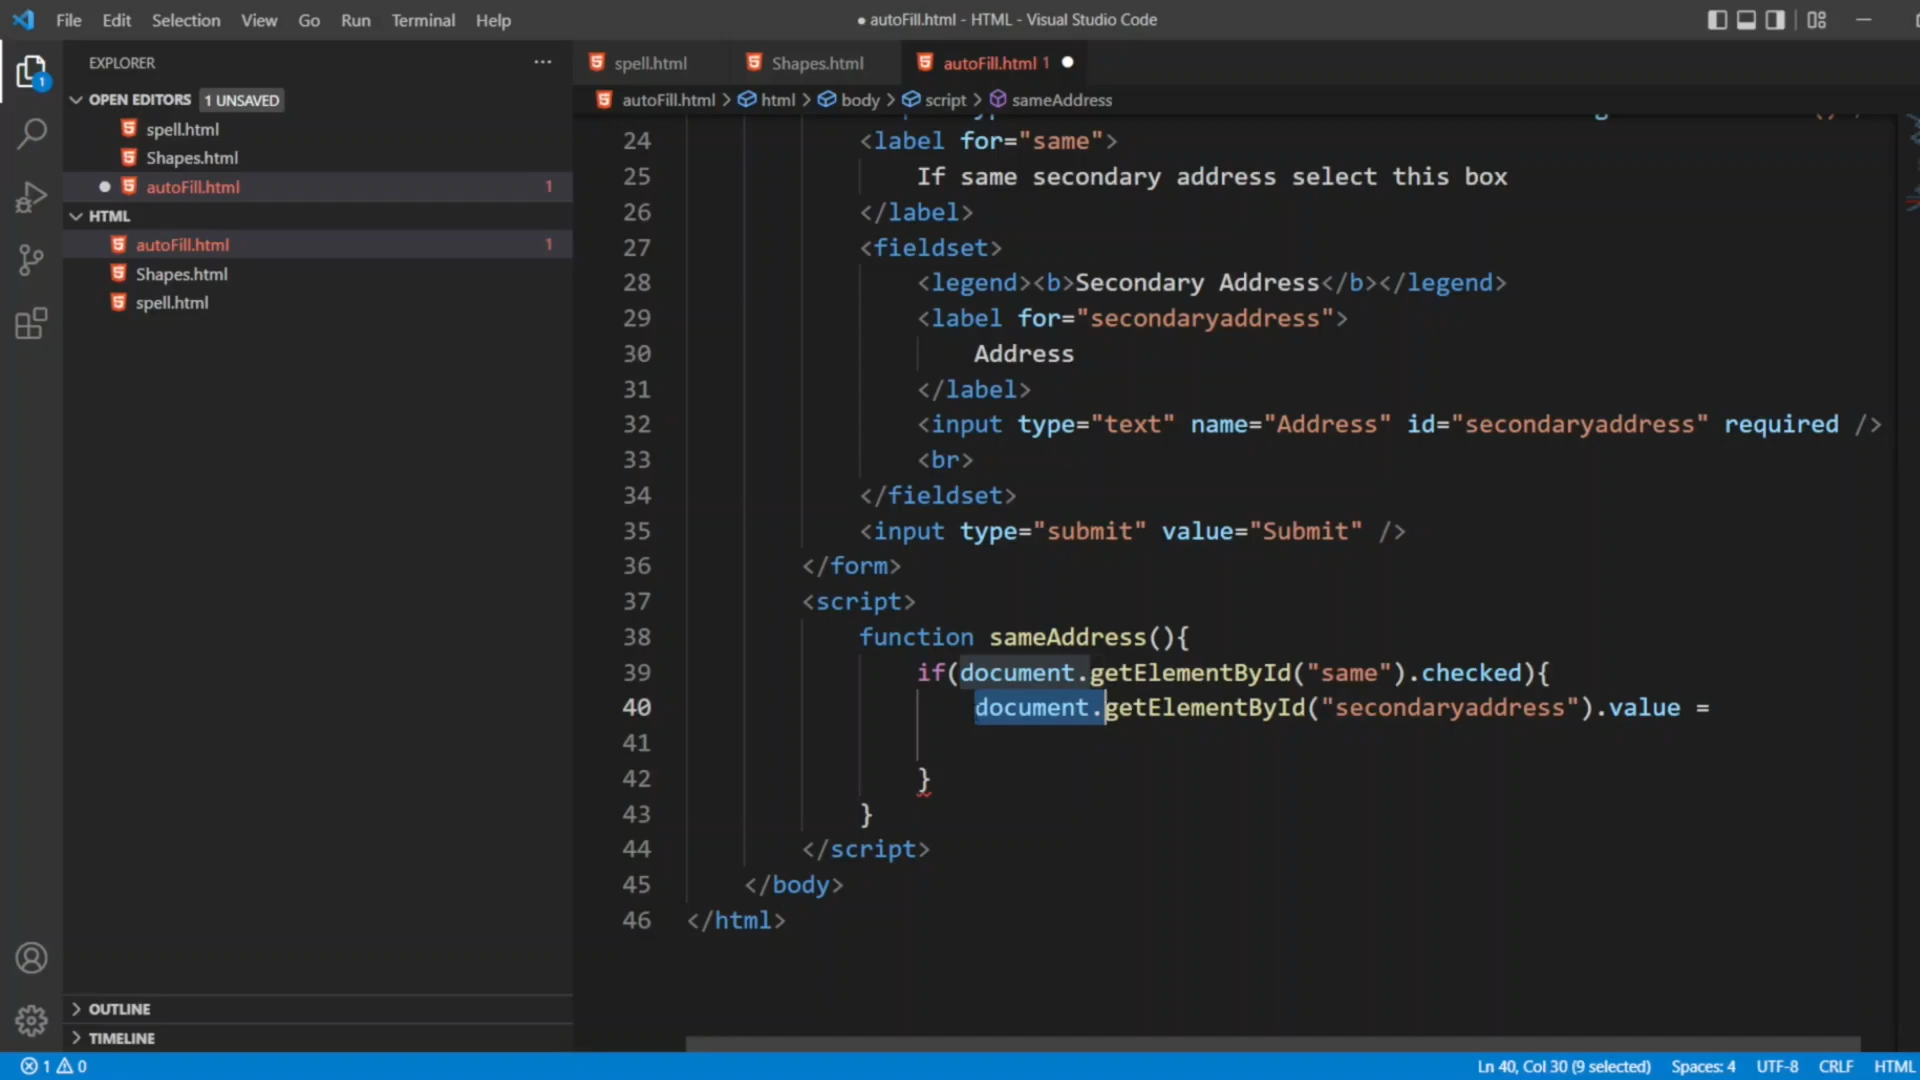 File Edit Selection View Go Run Terminal Help
● autoFill.html - HTML - Visual Studio Code
EXPLORER
OPEN EDITORS 1 UNSAVED
spell.html
Shapes.html
autoFill.html 1
HTML
autoFill.html 1
Shapes.html
spell.html
OUTLINE
TIMELINE
spell.html Shapes.html autoFill.html 1
autoFill.html > html > body > script > sameAddress
24 <label for="same">
25 If same secondary address select this box
26 </label>
27 <fieldset>
28 <legend><b>Secondary Address</b></legend>
29 <label for="secondaryaddress">
30 Address
31 </label>
32 <input type="text" name="Address" id="secondaryaddress" required />
33 <br>
34 </fieldset>
35 <input type="submit" value="Submit" />
36 </form>
37 <script>
38 function sameAddress(){
39 if(document.getElementById("same").checked){
40 document.getElementById("secondaryaddress").value =
41
42 }
43 }
44 </script>
45 </body>
46 </html>
1 0
Ln 40, Col 30 (9 selected) Spaces: 4 UTF-8 CRLF HTML